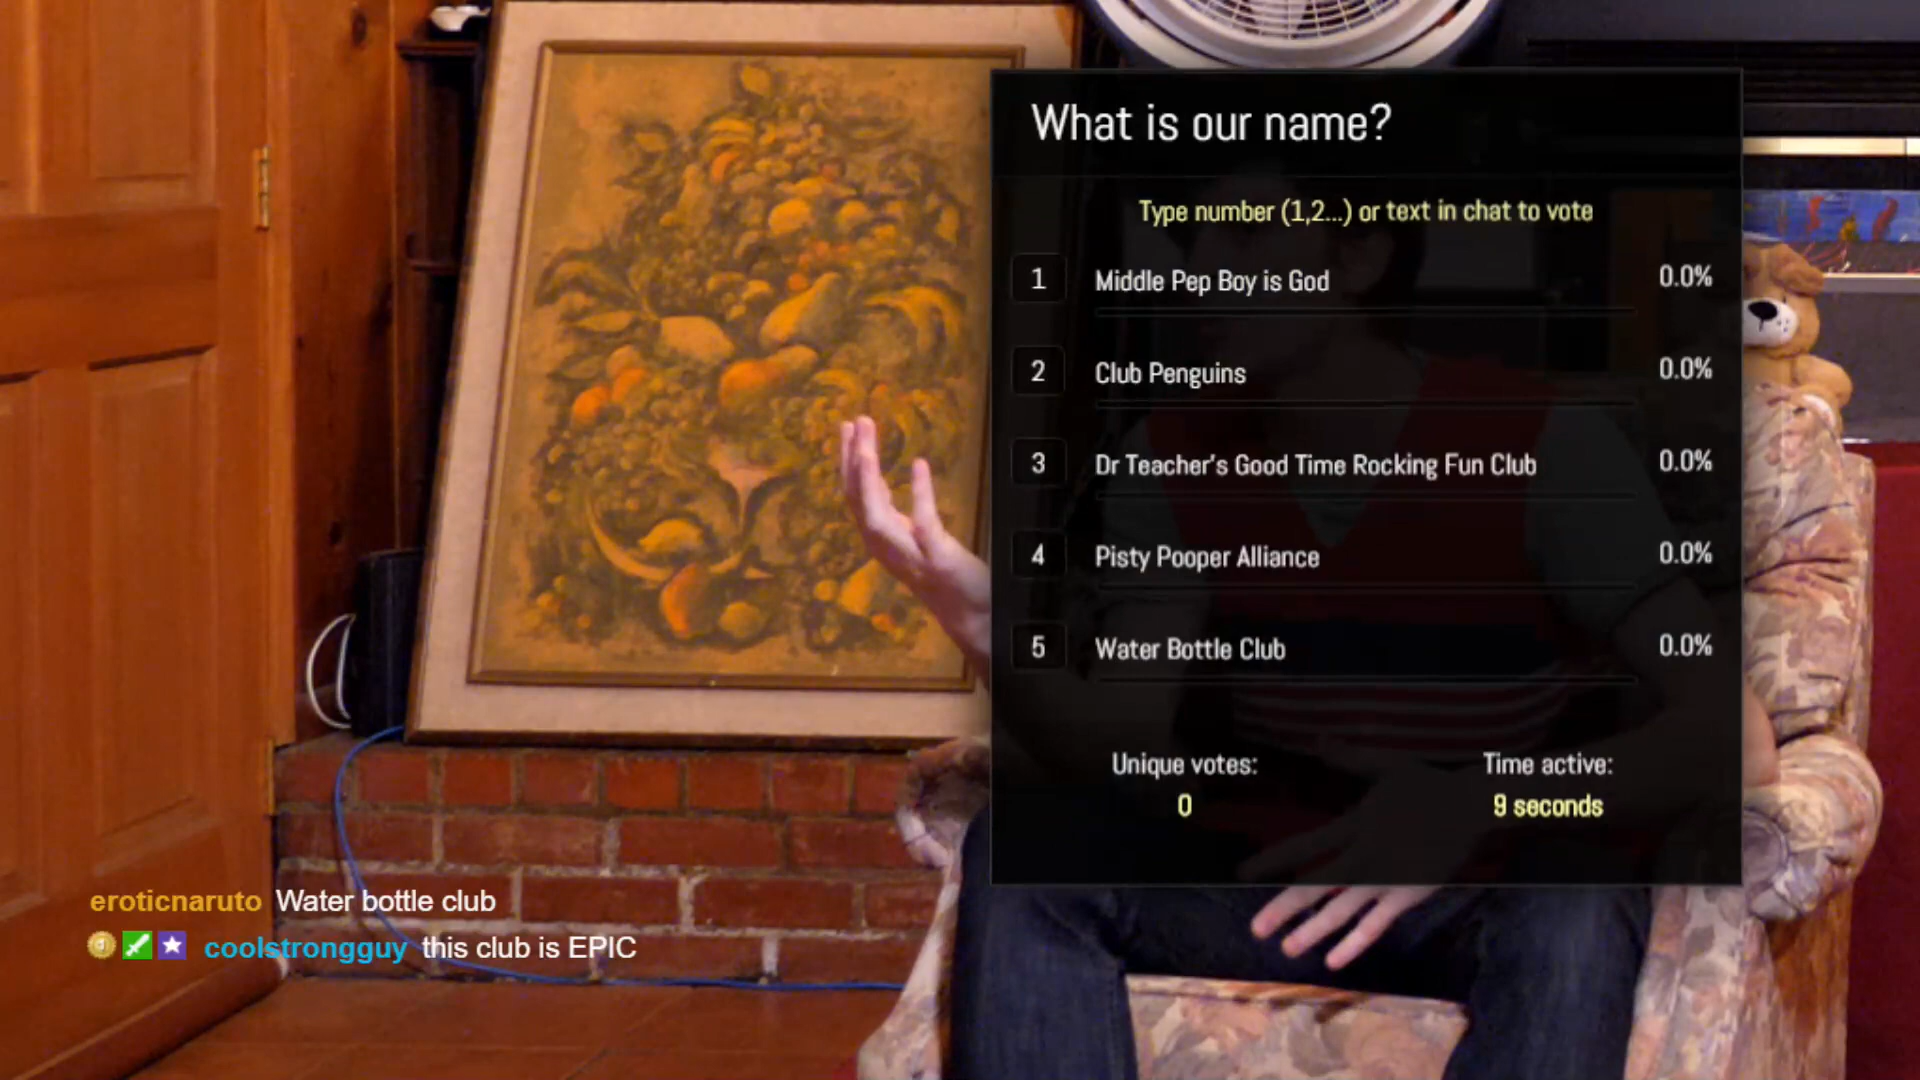 What is our name?
Type number (1,2...) or text in chat to vote
1 Middle Pep Boy is God 0.0%
2 Club Penguins 0.0%
3 Dr Teacher's Good Time Rocking Fun Club 0.0%
4 Pisty Pooper Alliance 0.0%
5 Water Bottle Club 0.0%
Unique votes: Time active:
0 9 seconds
eroticnaruto Water bottle club
coolstrongguy this club is EPIC